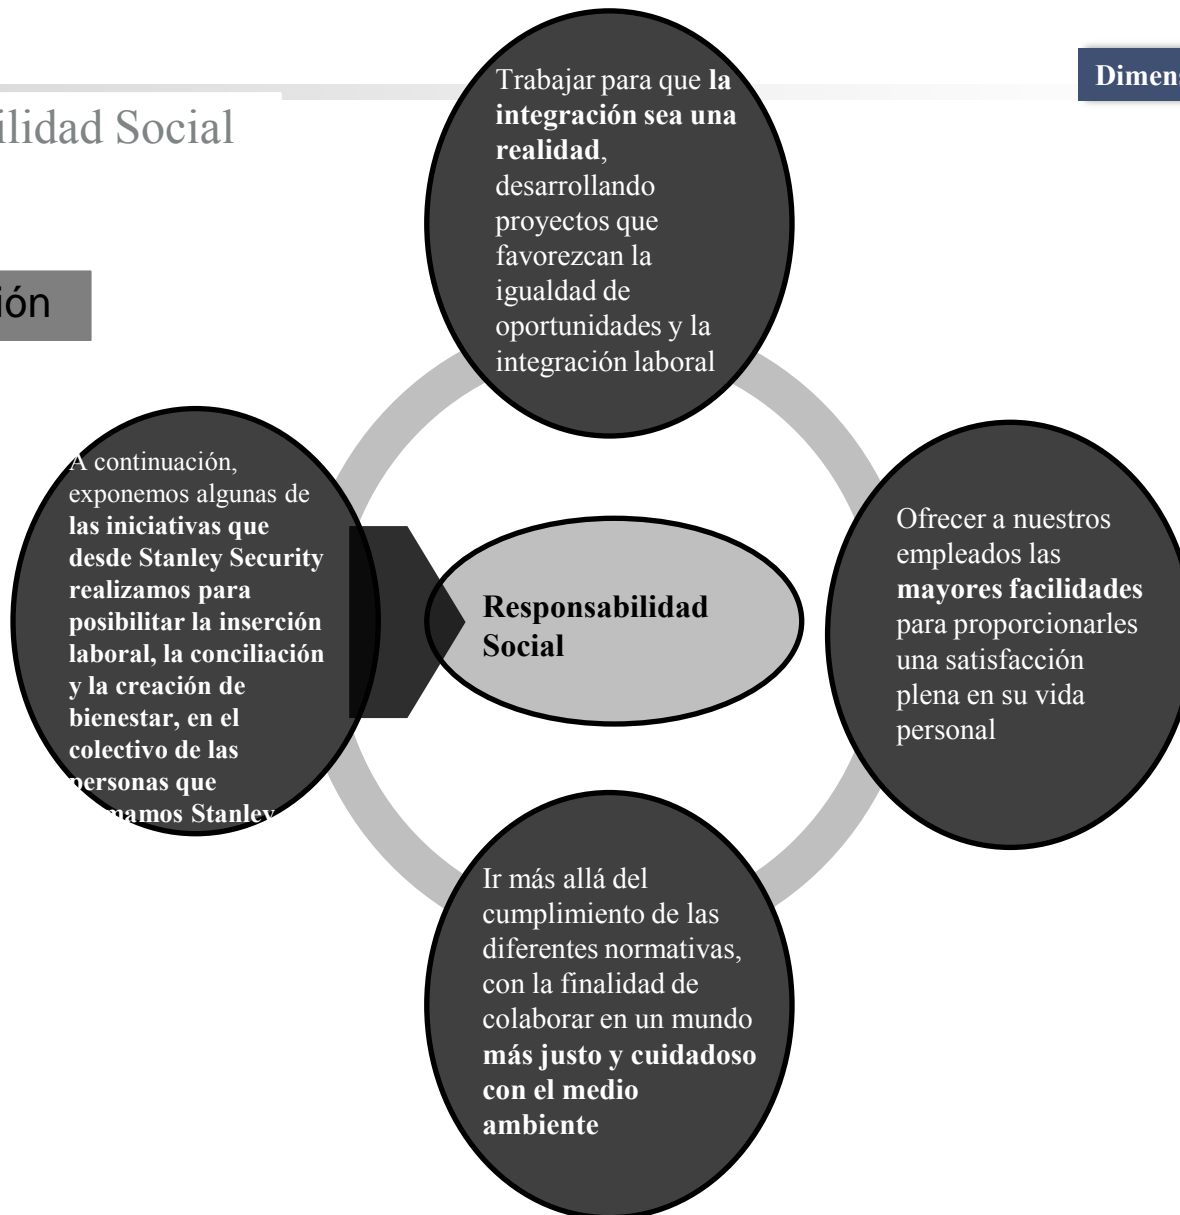 Dimens
ilidad Social
ión
Trabajar para que la
integración sea una
realidad,
desarrollando
proyectos que
favorezcan la
igualdad de
oportunidades y la
integración laboral
A continuación,
exponemos algunas de
las iniciativas que
desde Stanley Security
realizamos para
posibilitar la inserción
laboral, la conciliación
y la creación de
bienestar, en el
colectivo de las
personas que
mamos Stanley
Responsabilidad
Social
Ofrecer a nuestros
empleados las
mayores facilidades
para proporcionarles
una satisfacción
plena en su vida
personal
Ir más allá del
cumplimiento de las
diferentes normativas,
con la finalidad de
colaborar en un mundo
más justo y cuidadoso
con el medio
ambiente